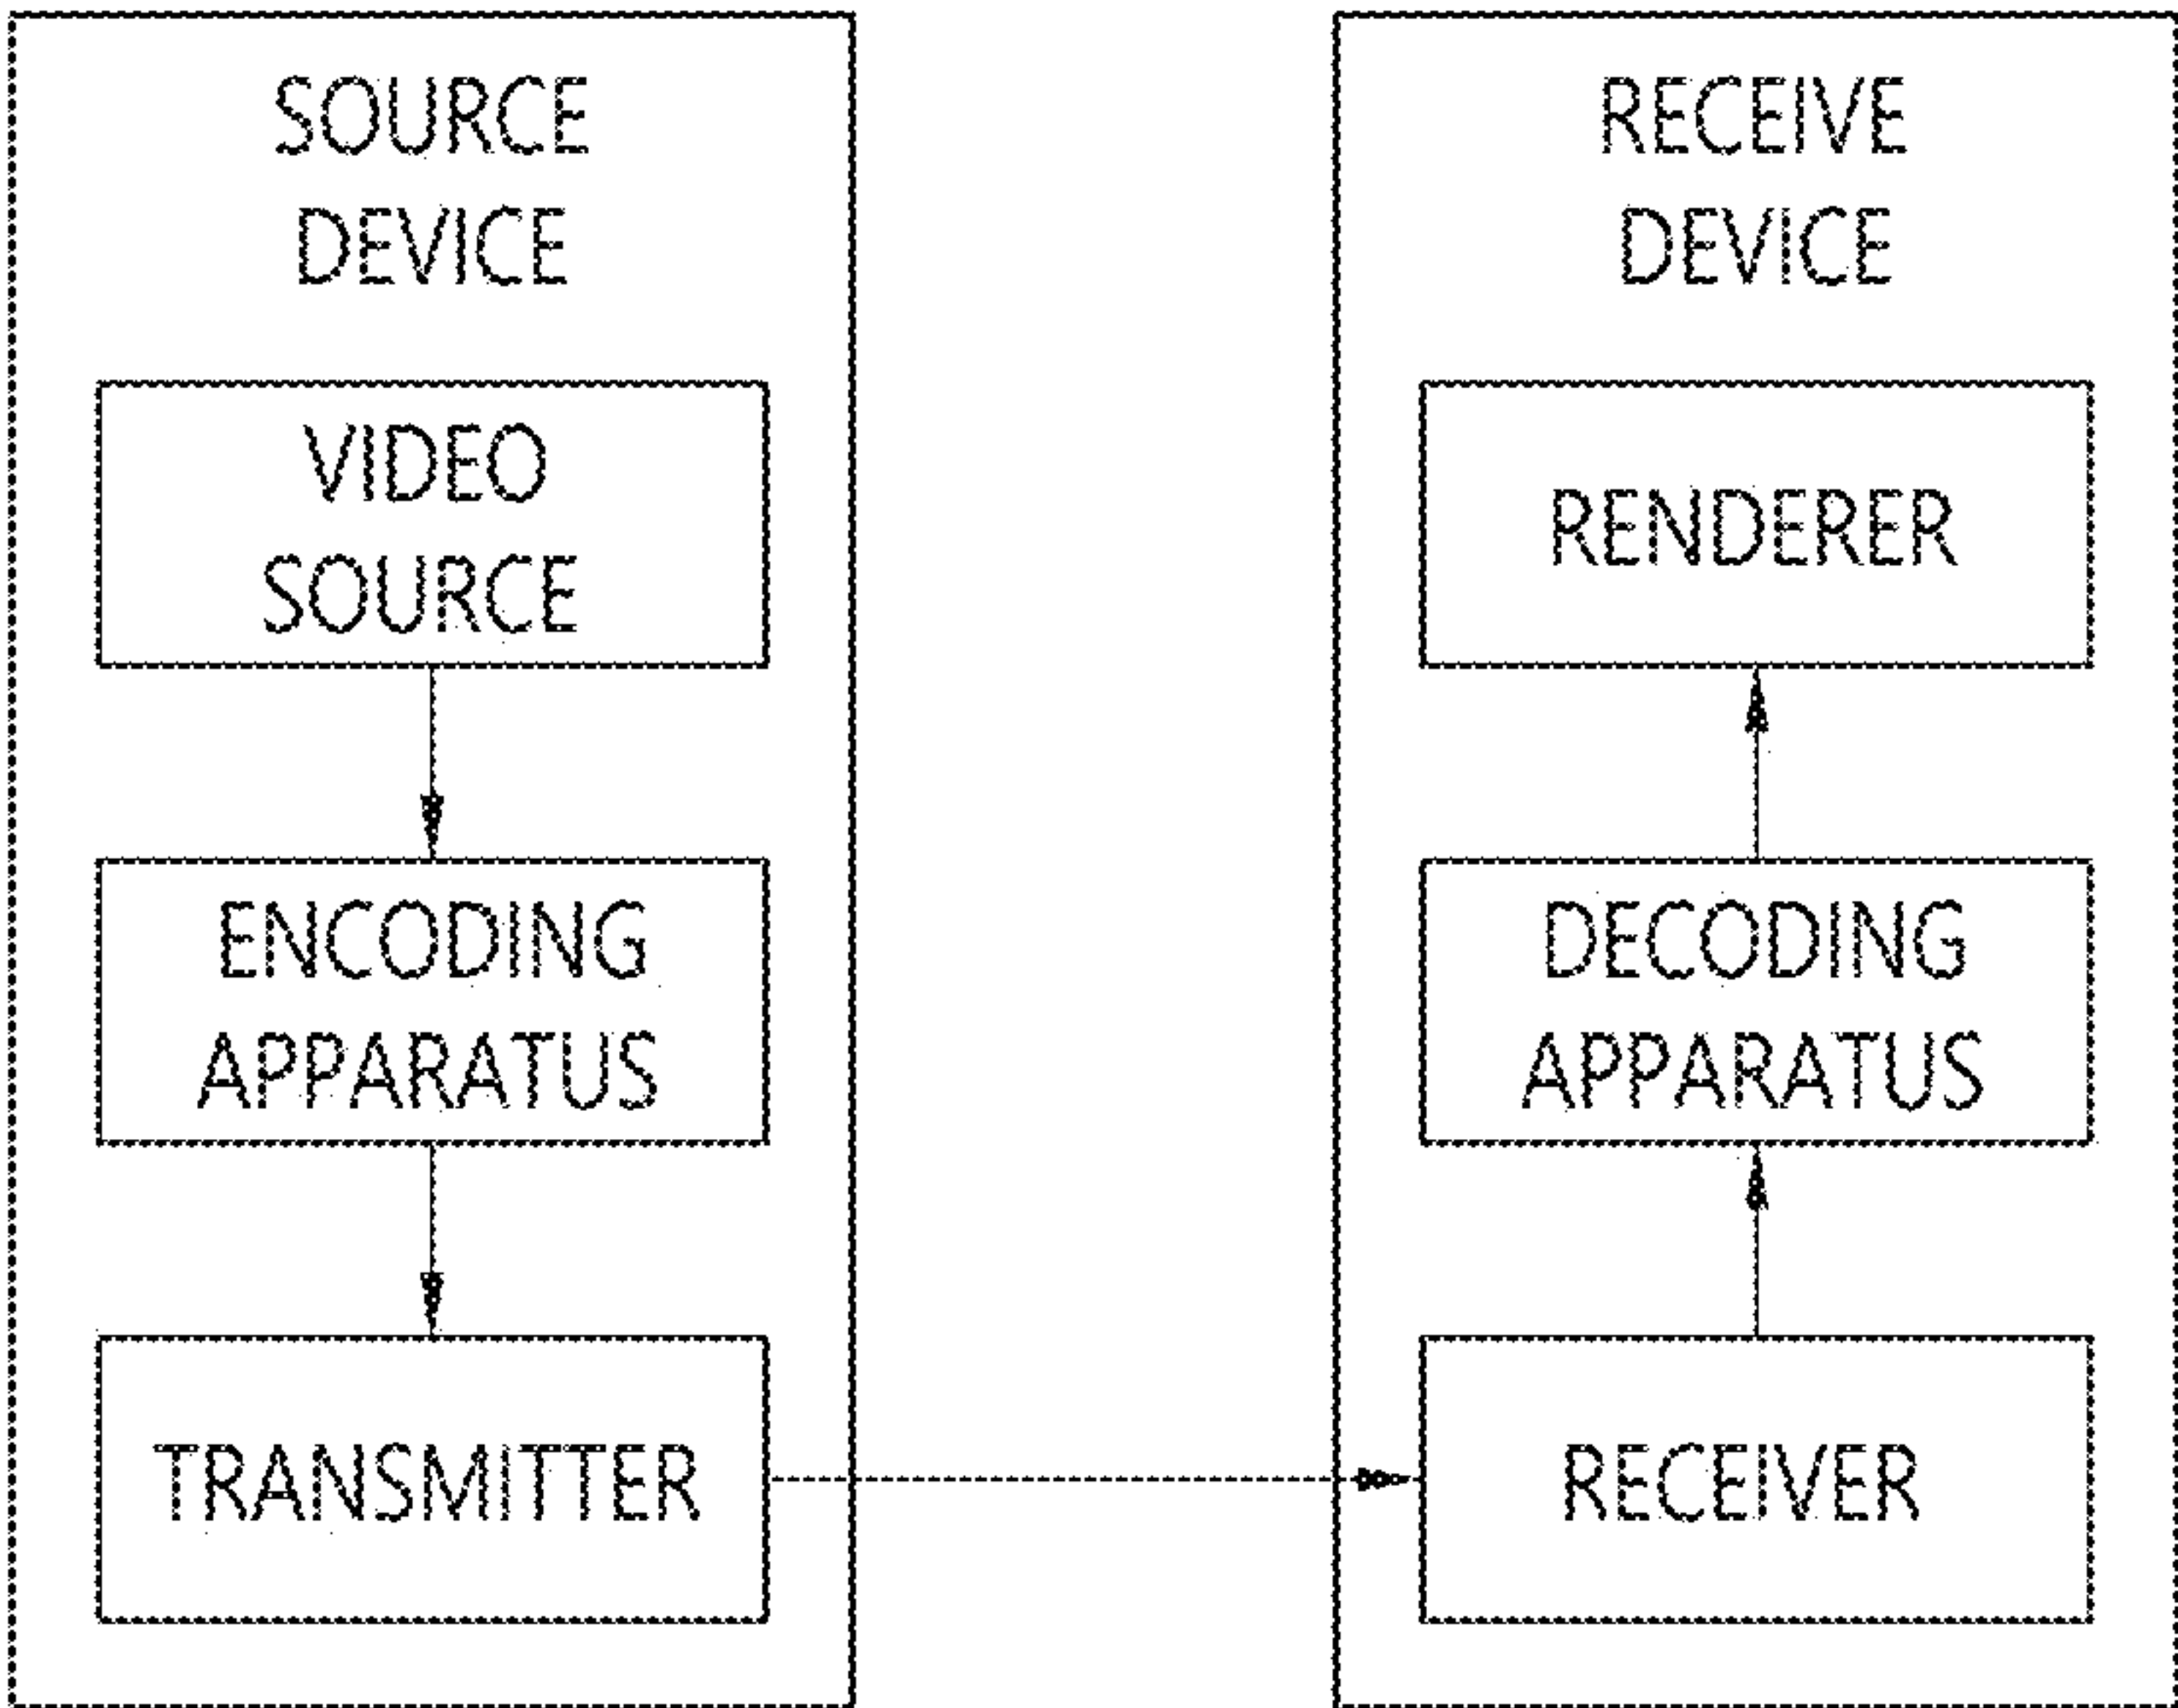 SOURCE
DEVICE
VIDEO
SOURCE
ENCODING
APPARATUS
TRANSMITTER
RECEIVE
DEVICE
RENDERER
DECODING
APPARATUS
RECEIVER